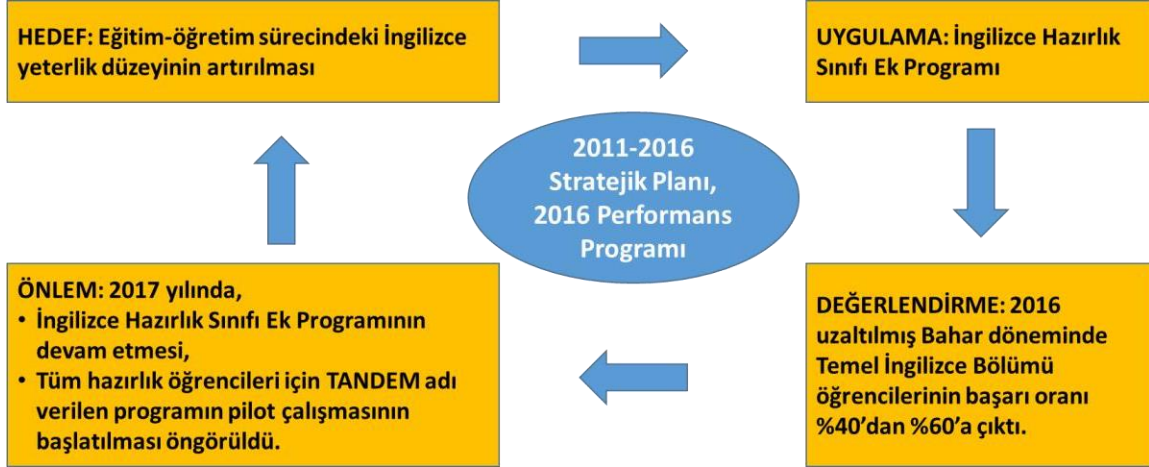 HEDEF: Eğitim-öğretim sürecindeki İngilizce
yeterlik düzeyinin artırılması
UYGULAMA: İngilizce Hazırlık
Sınıfı Ek Programı
2011-2016
Stratejik Planı,
2016 Performans
Programı
ÖNLEM: 2017 yılında,
• İngilizce Hazırlık Sınıfı Ek Programının
devam etmesi,
• Tüm hazırlık öğrencileri için TANDEM adı
verilen programın pilot çalışmasının
başlatılması öngörüldü.
DEĞERLENDİRME: 2016
uzaltılmış Bahar döneminde
Temel İngilizce Bölümü
öğrencilerinin başarı oranı
%40’dan %60’a çıktı.